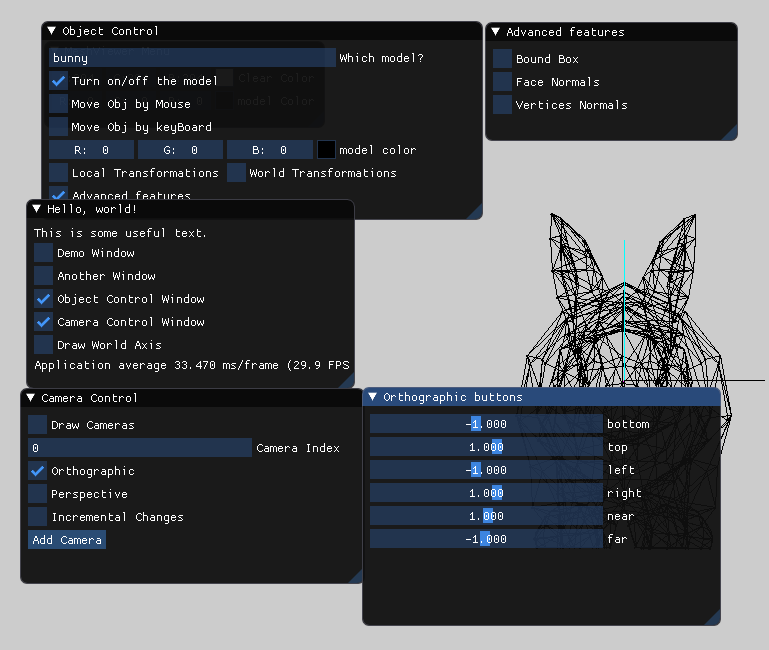 Object Control
bunny Which model?
Turn on/off the model
Clear Color
Move Obj by Mouse
model Color
Move Obj by keyBoard
R: 0 G: 0 B: 0 model color
Local Transformations World Transformations
Advanced features
Advanced features
Bound Box
Face Normals
Vertices Normals
Hello, world!
This is some useful text.
Demo Window
Another Window
Object Control Window
Camera Control Window
Draw World Axis
Application average 33.470 ms/frame (29.9 FPS
Camera Control
Draw Cameras
0 Camera Index
Orthographic
Perspective
Incremental Changes
Add Camera
Orthographic buttons
-1.000 bottom
1.000 top
-1.000 left
1.000 right
1.000 near
-1.000 far